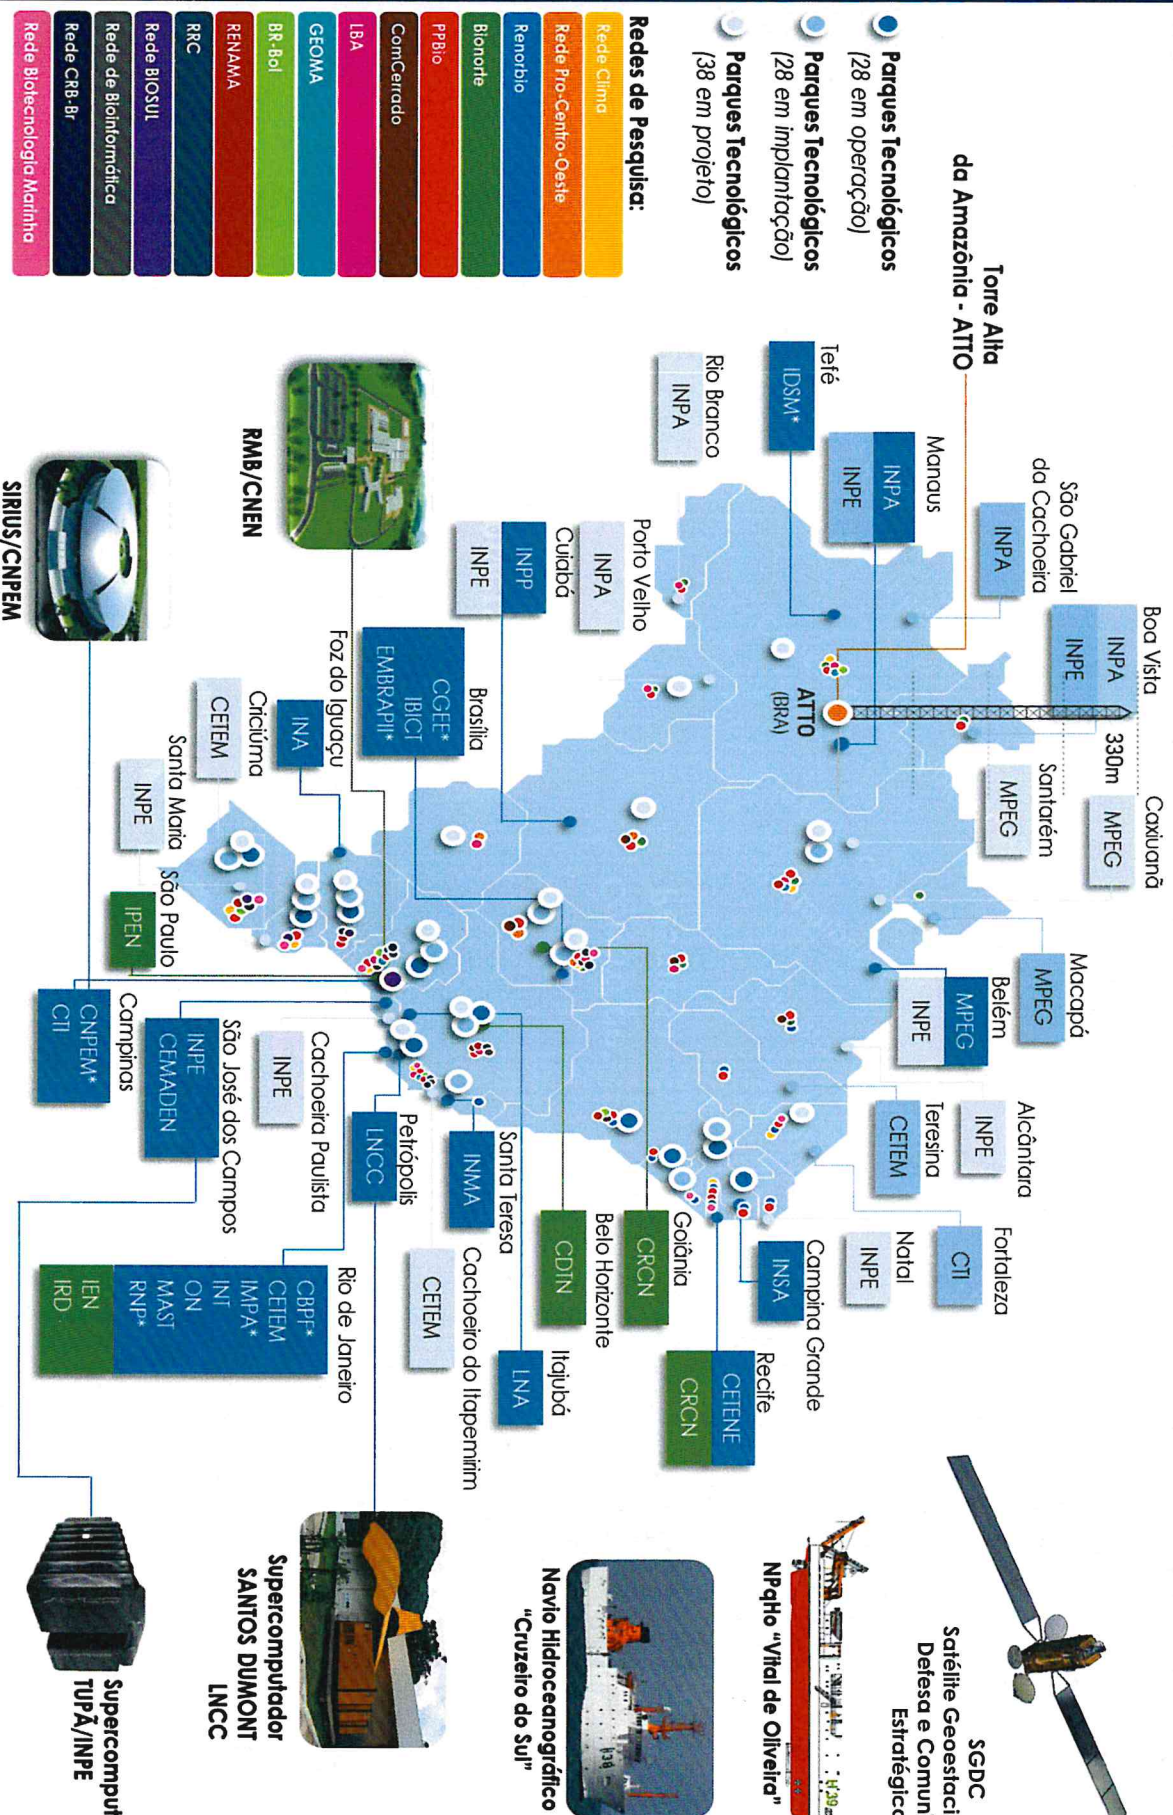 Torre Alta
da Amazônia - ATTO
Parques Tecnológicos
(28 em operação)
Parques Tecnológicos
(28 em implantação)
Parques Tecnológicos
(38 em projeto)
Redes de Pesquisa:
Rede Clima
Rede Pro-Centro-Oeste
Renorbio
Bionorte
PPBio
ComCerrado
LBA
GEOMA
BR-Bol
RENAMA
RRC
Rede BIOSUL
Rede de Bioinformática
Rede CRB-Br
Rede Biotecnologia Marinha
Boa Vista
INPA
INPE
330m
São Gabriel
da Cachoeira
INPA
Manaus
INPA
INPE
Tefé
IDSM*
Rio Branco
INPA
ATTO
(BRA)
Porto Velho
INPA
Cuiabá
INPP
INPE
Brasília
CGEE*
IBICT
EMBRAPII*
Foz do Iguaçu
INA
Criciúma
CETEM
Santa Maria
INPE
São Paulo
IPEN
RMB/CNEN
SIRIUS/CNPEM
Caxiuanã
MPEG
Santarém
MPEG
Macapá
MPEG
Belém
MPEG
INPE
Alcântara
INPE
Teresina
CETEM
Fortaleza
CTI
Natal
INPE
Campina Grande
INSA
Recife
CETENE
CRCN
Goiânia
CRCN
Belo Horizonte
CDTN
Itajubá
LNA
Santa Teresa
INMA
Cachoeiro do Itapemirim
CETEM
Petrópolis
LNCC
Rio de Janeiro
CBPF*
CETEM
IMPA*
INT
ON
MAST
RNP*
IEN
IRD
Cachoeira Paulista
INPE
São José dos Campos
INPE
CEMADEN
Campinas
CNPEM*
CTI
SGDC
Satélite Geoestaci
Defesa e Comun
Estratégica
NPqHo "Vital de Oliveira"
H 39
Navio Hidroceanográfico
"Cruzeiro do Sul"
H38
Supercomputador
SANTOS DUMONT
LNCC
Supercomput
TUPÃ/INPE